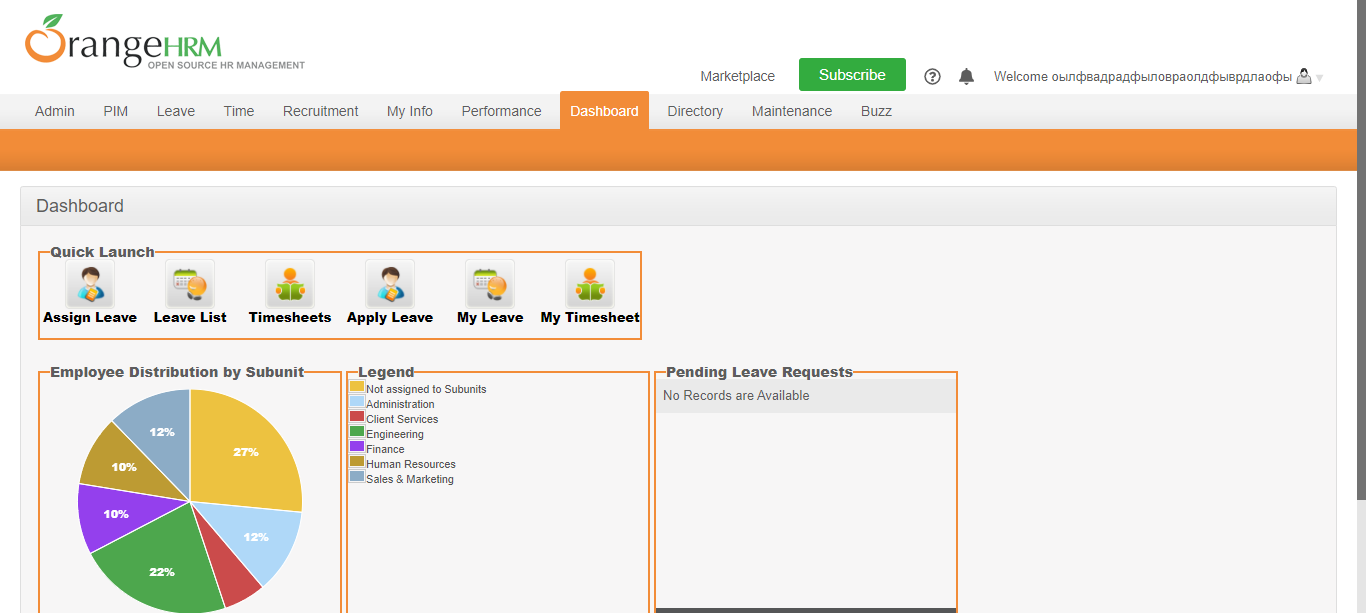 OrangeHRM
OPEN SOURCE HR MANAGEMENT
Marketplace Subscribe ? Welcome оылфвадрадфыловраолдфыврдлаофы
Admin PIM Leave Time Recruitment My Info Performance Dashboard Directory Maintenance Buzz
Dashboard
Quick Launch
Assign Leave Leave List Timesheets Apply Leave My Leave My Timesheet
Employee Distribution by Subunit
27%
12%
22%
10%
10%
12%
Legend
Not assigned to Subunits
Administration
Client Services
Engineering
Finance
Human Resources
Sales & Marketing
Pending Leave Requests
No Records are Available